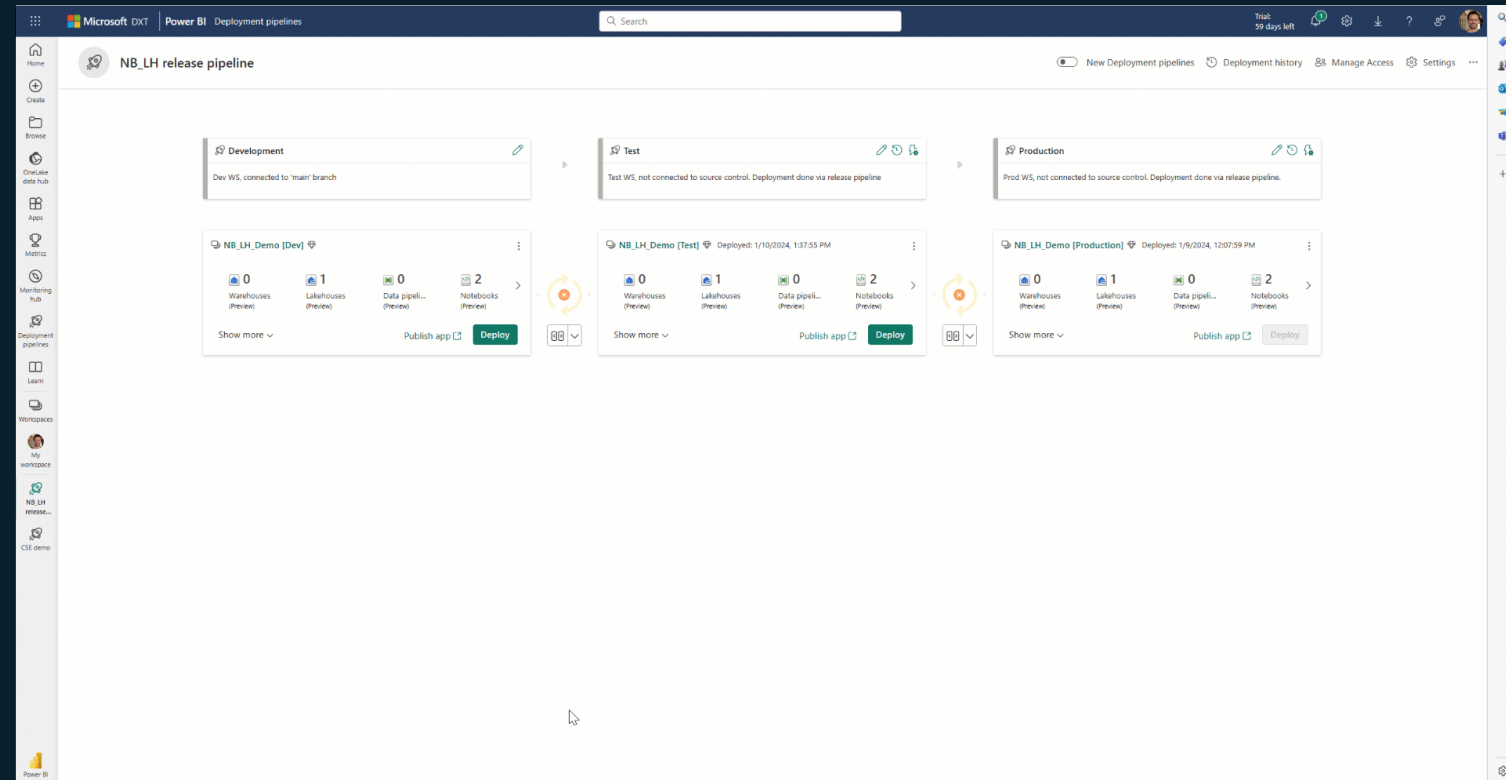 Microsoft DXT Power BI Deployment pipelines
Search
Trial:
59 days left
1
?
Home
Create
Browse
OneLake
data hub
Apps
Metrics
Monitoring
hub
Deployment
pipelines
Learn
Workspaces
My
workspace
NB_LH
release...
CSE demo
Power BI
NB_LH release pipeline
New Deployment pipelines Deployment history Manage Access Settings ...
Development
Dev WS, connected to 'main' branch
Test
Test WS, not connected to source control. Deployment done via release pipeline
Production
Prod WS, not connected to source control. Deployment done via release pipeline.
NB_LH_Demo [Dev]
0 1 0 2
Warehouses Lakehouses Data pipeli... Notebooks
(Preview) (Preview) (Preview) (Preview)
Show more Publish app Deploy
NB_LH_Demo [Test] Deployed: 1/10/2024, 1:37:55 PM
0 1 0 2
Warehouses Lakehouses Data pipeli... Notebooks
(Preview) (Preview) (Preview) (Preview)
Show more Publish app Deploy
NB_LH_Demo [Production] Deployed: 1/9/2024, 12:07:59 PM
0 1 0 2
Warehouses Lakehouses Data pipeli... Notebooks
(Preview) (Preview) (Preview) (Preview)
Show more Publish app Deploy